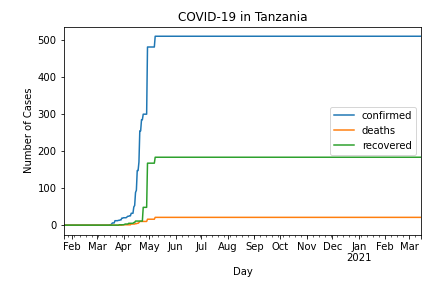 COVID-19 in Tanzania
Number of Cases
500
400
300
200
100
0
confirmed
deaths
recovered
Feb Mar Apr May Jun Jul Aug Sep Oct Nov Dec Jan Feb Mar
2021
Day